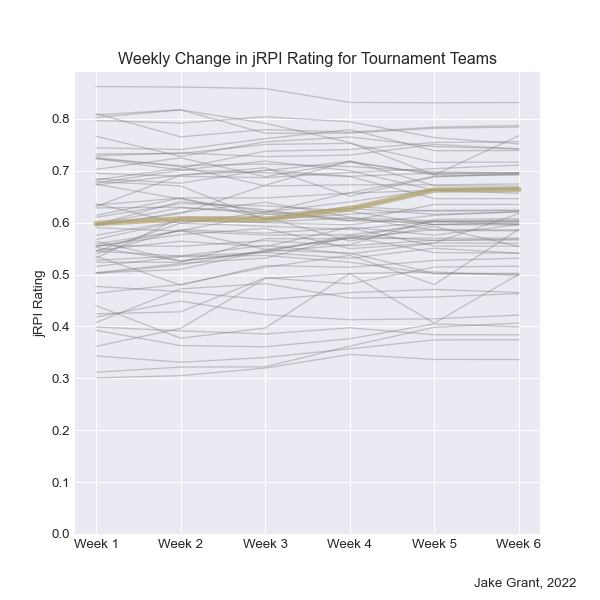 Weekly Change in jRPI Rating for Tournament Teams
jRPI Rating
0.8
0.7
0.6
0.5
0.4
0.3
0.2
0.1
0.0
Week 1 Week 2 Week 3 Week 4 Week 5 Week 6
Jake Grant, 2022